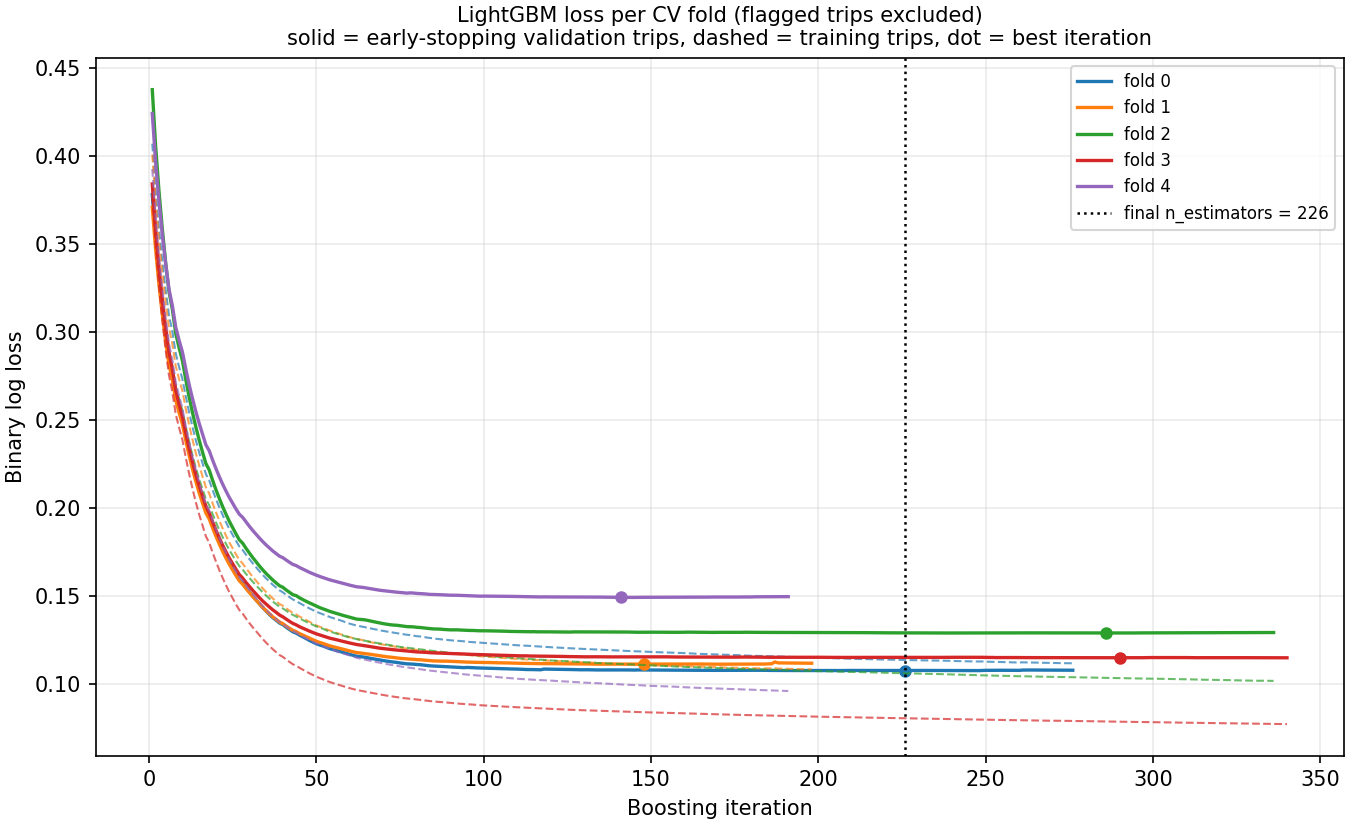 LightGBM loss per CV fold (flagged trips excluded)
solid = early-stopping validation trips, dashed = training trips, dot = best iteration
Binary log loss
0.45
0.40
0.35
0.30
0.25
0.20
0.15
0.10
fold 0
fold 1
fold 2
fold 3
fold 4
final n_estimators = 226
0
50
100
150
200
250
300
350
Boosting iteration